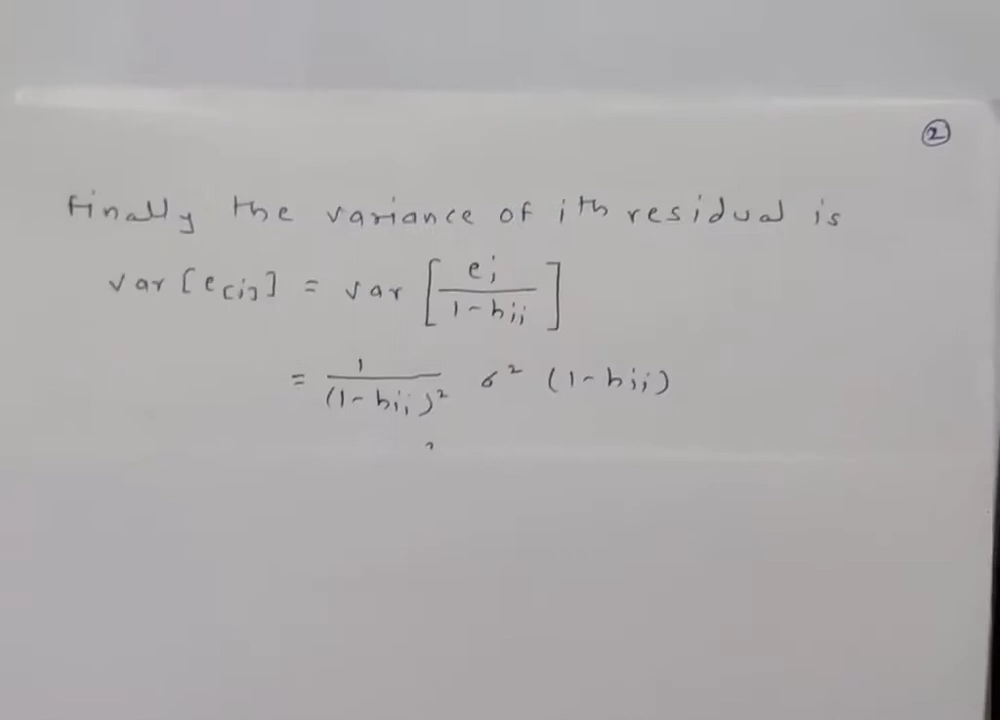 ②
Finally the variance of ith residual is
var [e(i)] = var [ei / 1-hii]
= 1 / (1-hii)² σ² (1-hii)